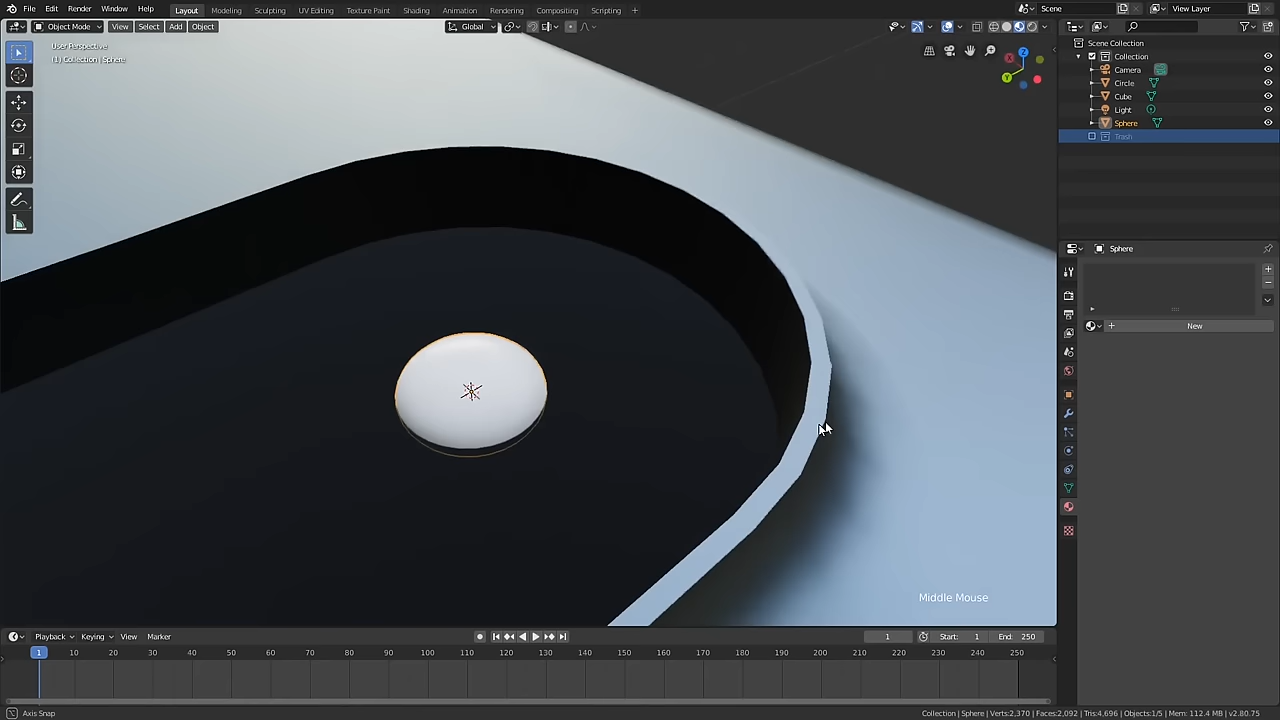 File Edit Render Window Help Layout Modeling Sculpting UV Editing Texture Paint Shading Animation Rendering Compositing Scripting + Scene View Layer
Object Mode View Select Add Object Global
User Perspective
(1) Collection | Sphere
Scene Collection
Collection
Camera
Circle
Cube
Light
Sphere
Trash
Sphere
New
Z
Y
Middle Mouse
Playback Keying View Marker 1 Start: 1 End: 250
1 10 20 30 40 50 60 70 80 90 100 110 120 130 140 150 160 170 180 190 200 210 220 230 240 250
Axis Snap
Collection | Sphere | Verts:2,370 | Faces:2,092 | Tris:4,696 | Objects:1/5 | Mem: 112.4 MB | v2.80.75